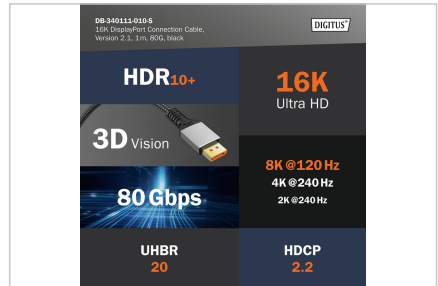 DB-340111-010-S
16K DisplayPort Connection Cable,
Version 2.1, 1m, 80G, black
DIGITUS®
HDR10+
16K
Ultra HD
3D Vision
8K @120 Hz
4K @240 Hz
2K @240 Hz
80 Gbps
UHBR
20
HDCP
2.2